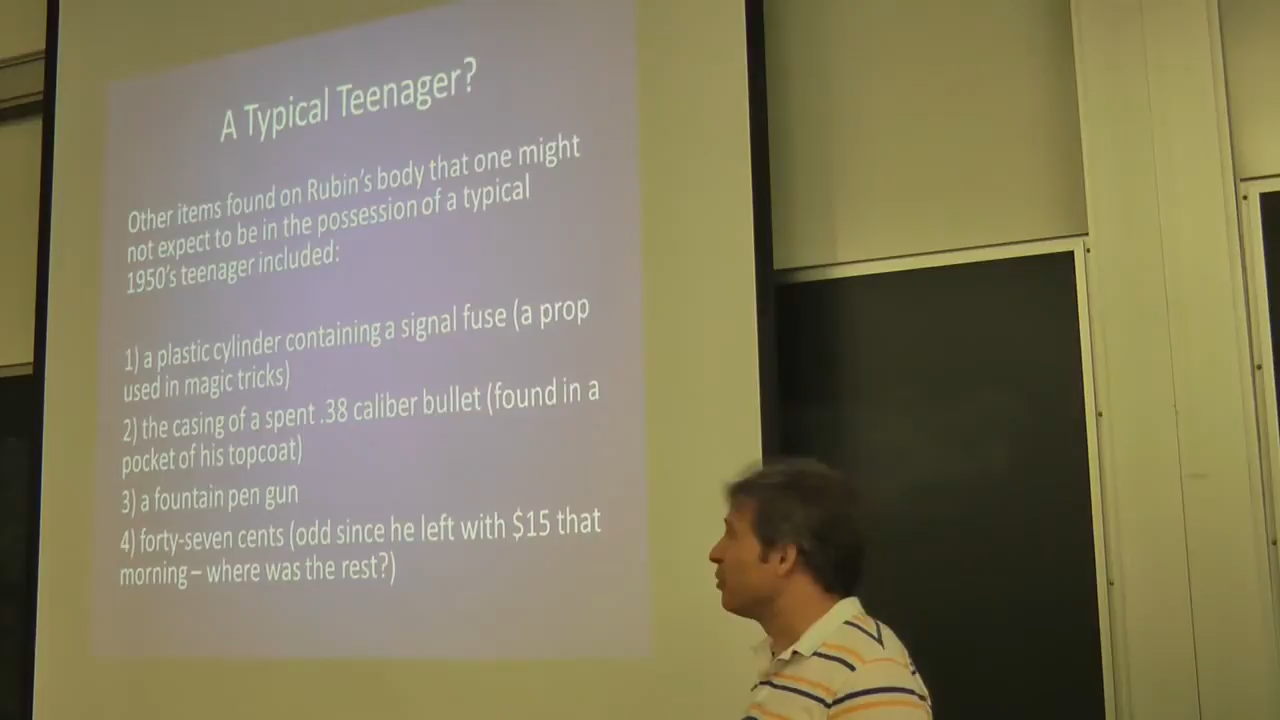 A Typical Teenager?
Other items found on Rubin's body that one might
not expect to be in the possession of a typical
1950's teenager included:
1) a plastic cylinder containing a signal fuse (a prop
used in magic tricks)
2) the casing of a spent .38 caliber bullet (found in a
pocket of his topcoat)
3) a fountain pen gun
4) forty-seven cents (odd since he left with $15 that
morning – where was the rest?)